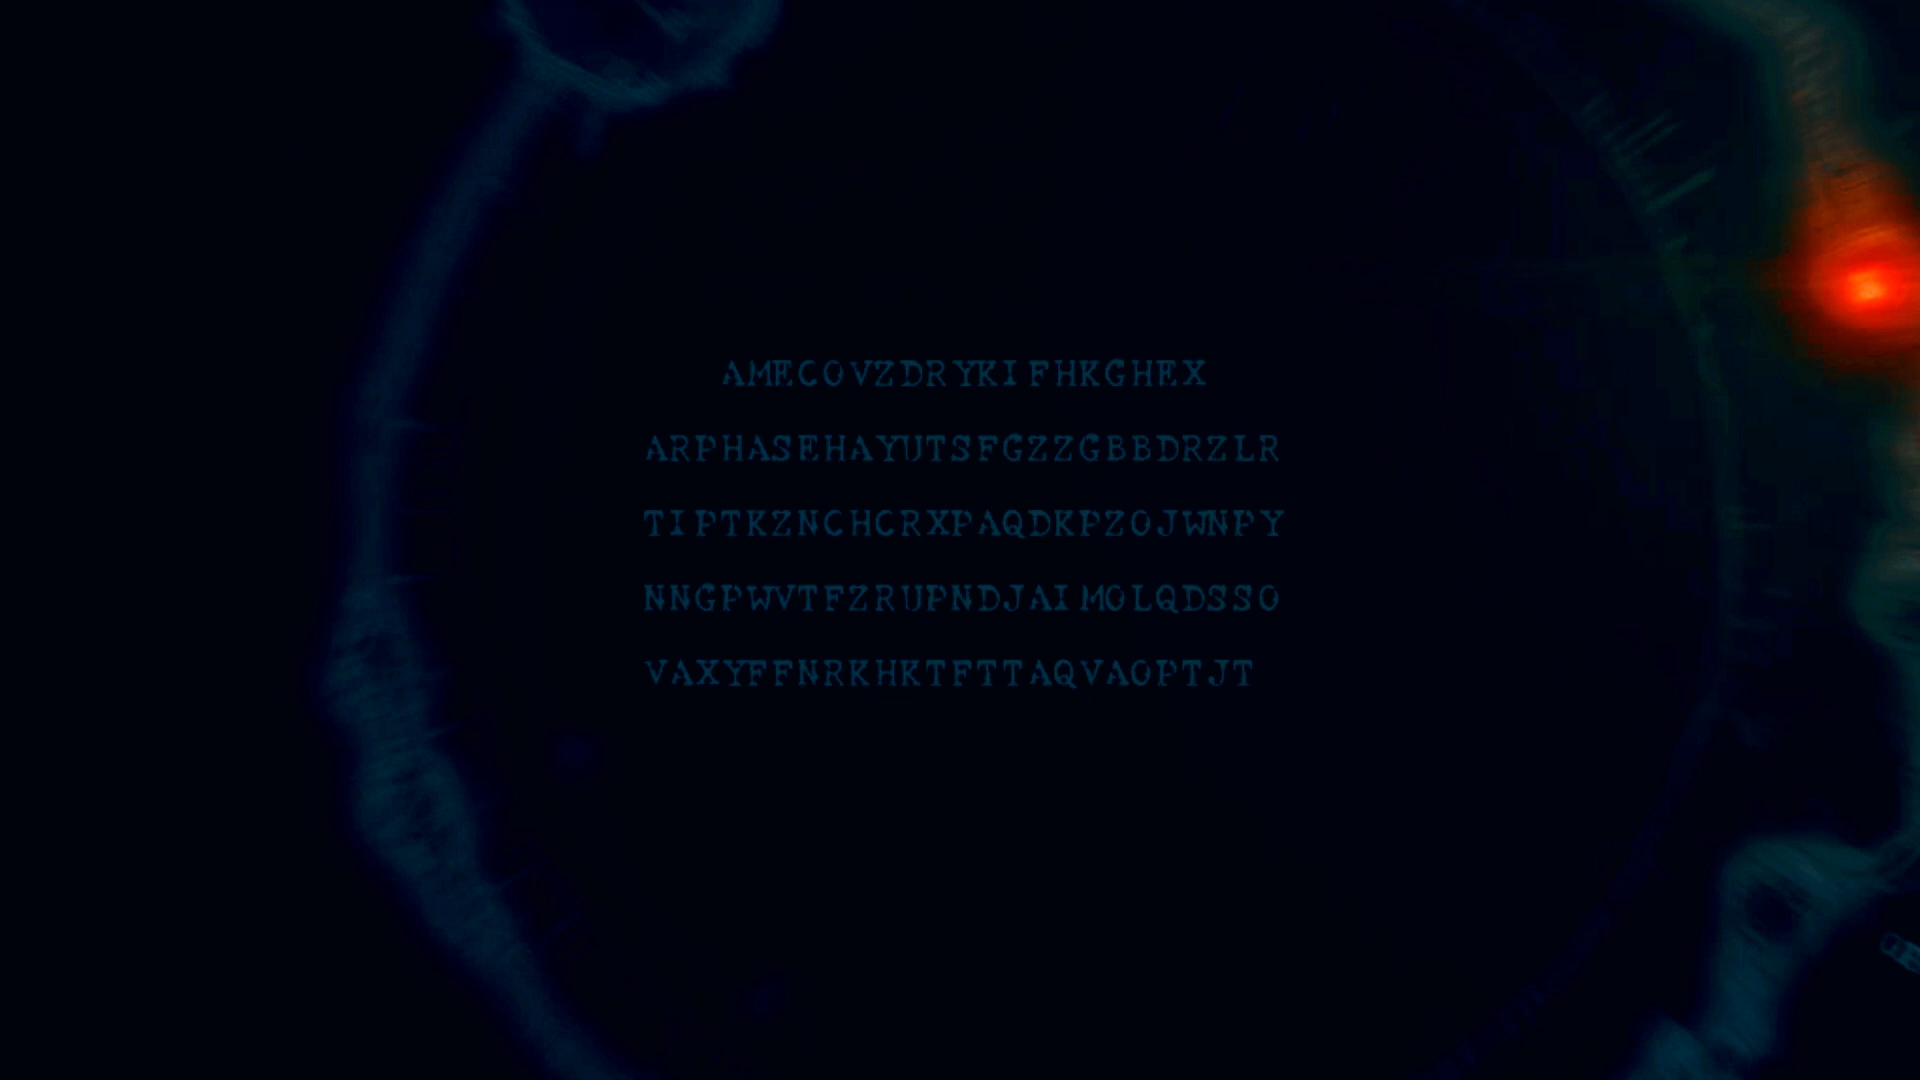 AMECOVZDRYKIFHKGHEX
ARPHASEHAYUTSFGZZGBBDRZLR
TIPTKZNCHCRXPAQDKPZOJWNPY
NNGPWVTFZRUPNDJAIMOLQDSSO
VAXYFFNRKHKTFTTAQVAOPTJT